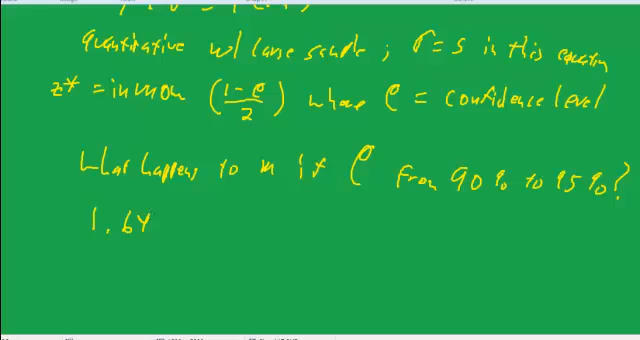 quantitative w/ large sample ; σ = s in this equation
z* = invnorm (1 - C / 2) where C = confidence level
What happens to m if C from 90% to 95%?
1.64